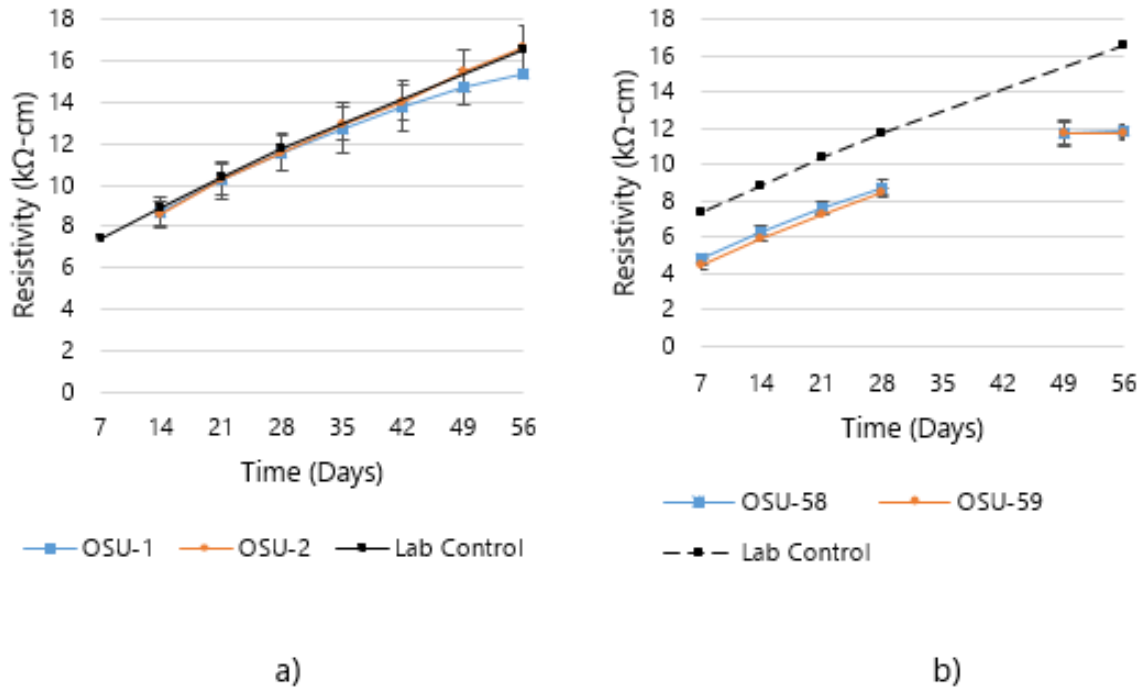 18
16
14
12
10
8
6
4
2
0
Resistivity (kΩ-cm)
7 14 21 28 35 42 49 56
Time (Days)
OSU-1 OSU-2 Lab Control
a)
18
16
14
12
10
8
6
4
2
0
Resistivity (kΩ-cm)
7 14 21 28 35 42 49 56
Time (Days)
OSU-58 OSU-59
Lab Control
b)